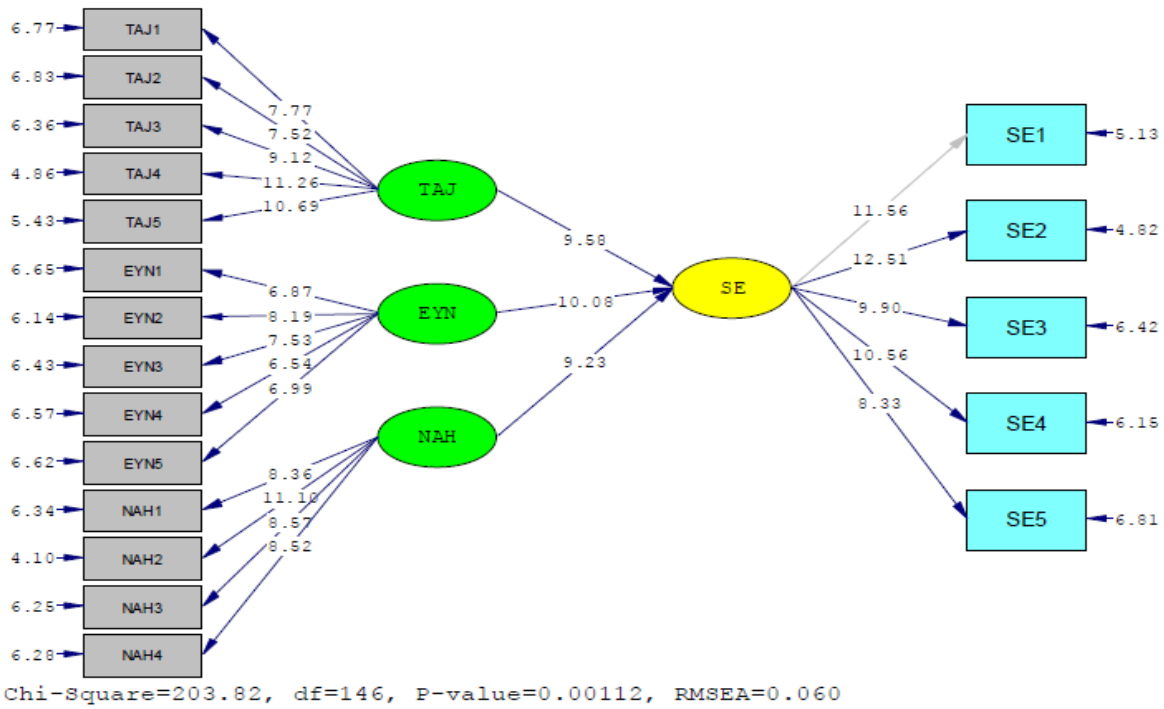 6.77 TAJ1
6.83 TAJ2
6.36 TAJ3
4.86 TAJ4
5.43 TAJ5
6.65 EYN1
6.14 EYN2
6.43 EYN3
6.57 EYN4
6.62 EYN5
6.34 NAH1
4.10 NAH2
6.25 NAH3
6.28 NAH4
7.77
7.52
9.12
11.26
10.69
6.87
8.19
7.53
6.54
6.99
8.36
11.10
8.57
8.52
TAJ
EYN
NAH
9.58
10.08
9.23
SE
11.56
12.51
9.90
10.56
8.33
SE1 5.13
SE2 4.82
SE3 6.42
SE4 6.15
SE5 6.81
Chi-Square=203.82, df=146, P-value=0.00112, RMSEA=0.060